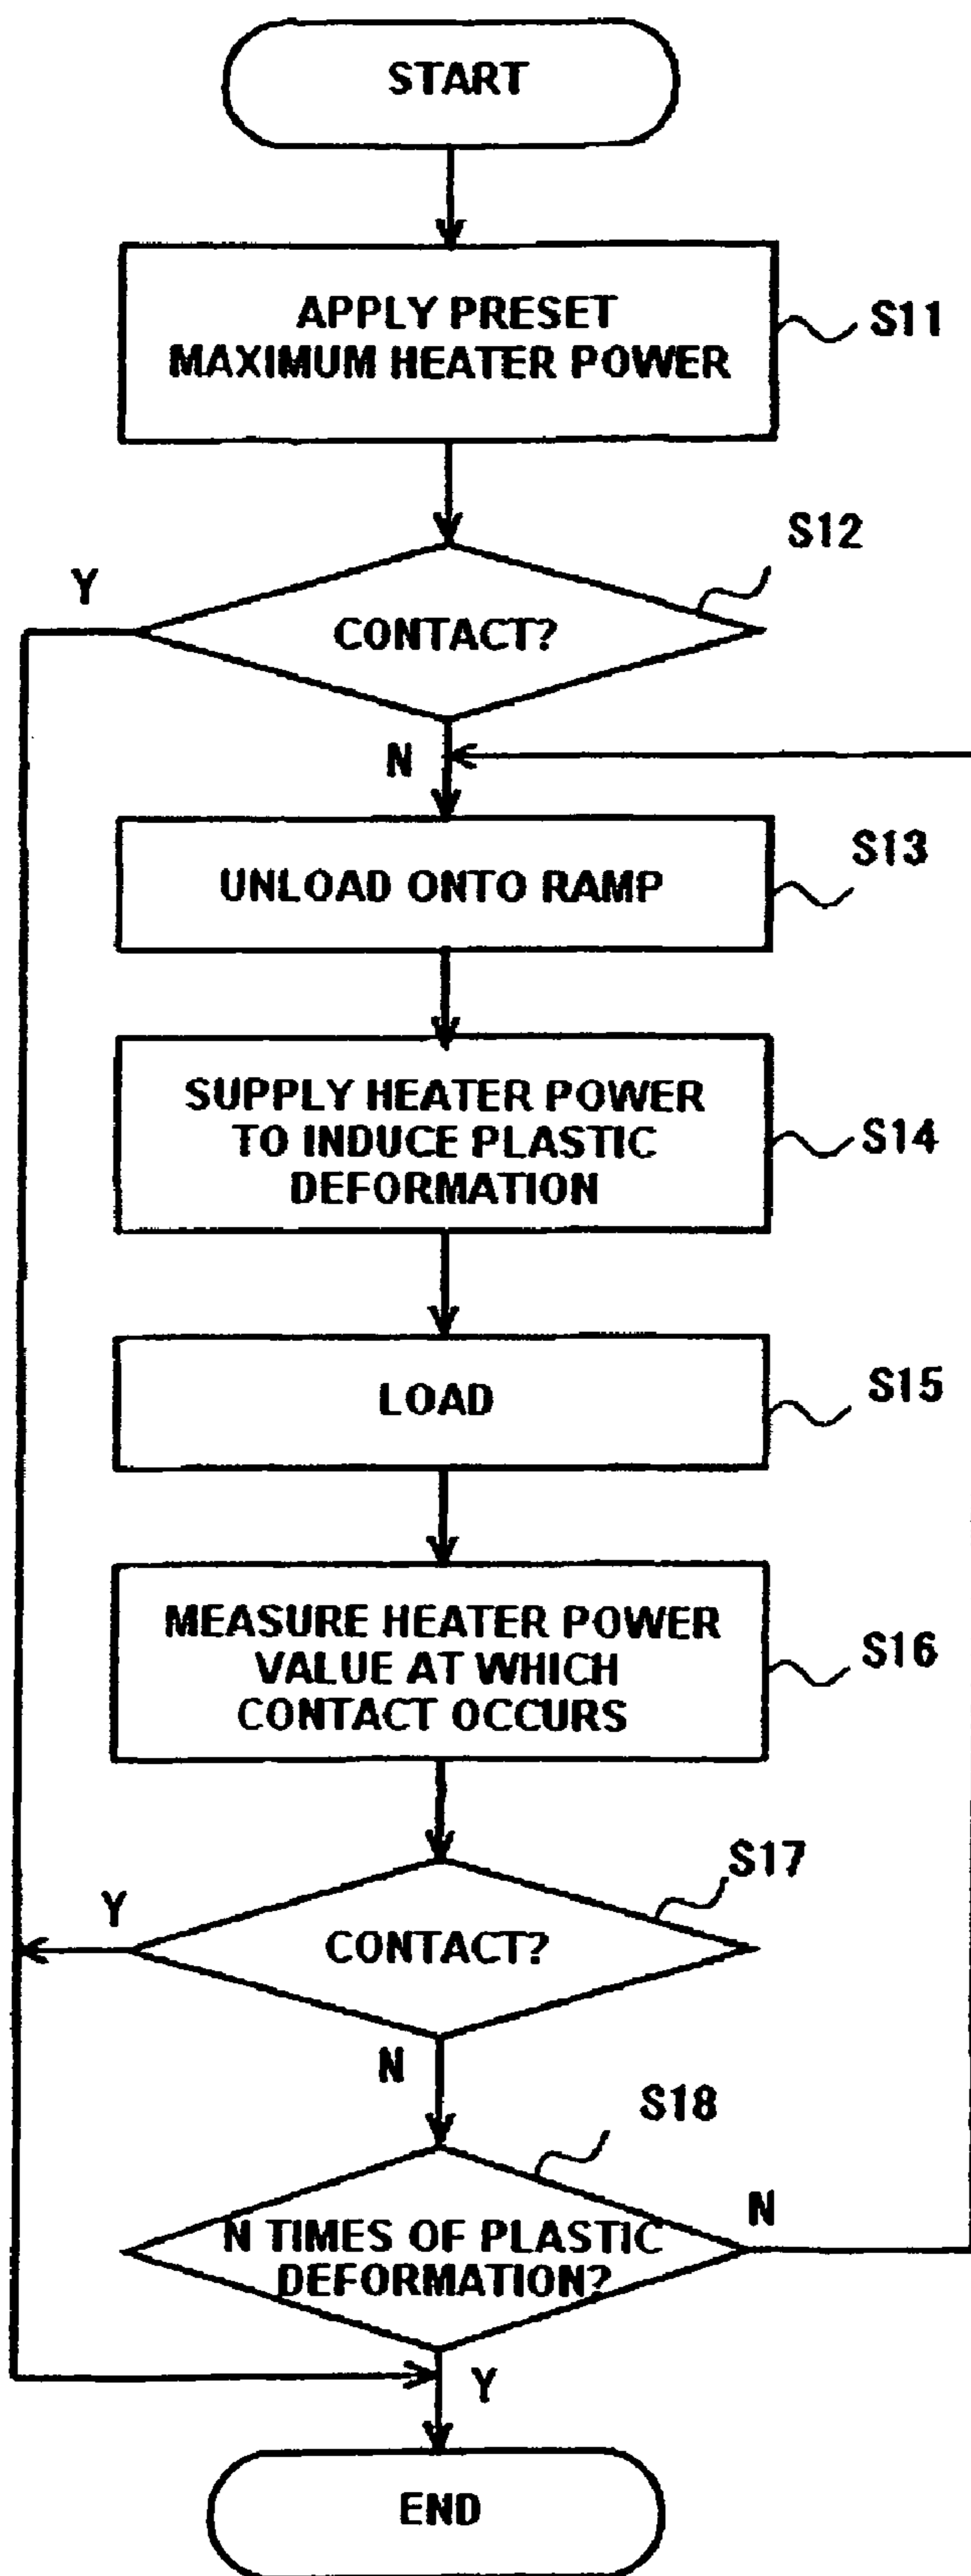 START
APPLY PRESET
MAXIMUM HEATER POWER
S11
S12
Y
CONTACT?
N
UNLOAD ONTO RAMP
S13
SUPPLY HEATER POWER
TO INDUCE PLASTIC
DEFORMATION
S14
LOAD
S15
MEASURE HEATER POWER
VALUE AT WHICH
CONTACT OCCURS
S16
S17
Y
CONTACT?
N
S18
N TIMES OF PLASTIC
DEFORMATION?
N
Y
END